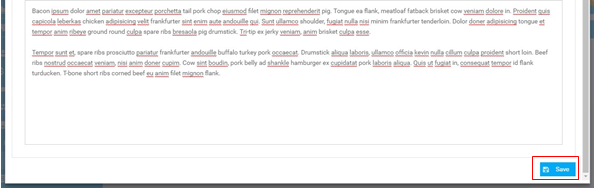 Bacon ipsum dolor amet pariatur excepteur porchetta tail pork chop eiusmod filet mignon reprehenderit pig. Tongue ea flank, meatloaf fatback brisket cow veniam dolore in. Proident quis
capicola leberkas chicken adipisicing velit frankfurter sint enim aute andouille qui. Sunt ullamco shoulder, fugiat nulla nisi minim frankfurter tenderloin. Dolor doner adipisicing tongue et
tempor anim ribeye ground round culpa spare ribs bresaola pig drumstick. Tri-tip ex jerky veniam, anim brisket culpa esse.
Tempor sunt et, spare ribs prosciutto pariatur frankfurter andouille buffalo turkey pork occaecat. Drumstick aliqua laboris, ullamco officia kevin nulla cillum culpa proident short loin. Beef
ribs nostrud occaecat veniam, nisi anim doner cupim. Cow sint boudin, pork belly ad shankle hamburger ex cupidatat pork laboris aliqua. Quis ut fugiat in, consequat tempor id flank
turducken. T-bone short ribs corned beef eu anim filet mignon flank.
Save